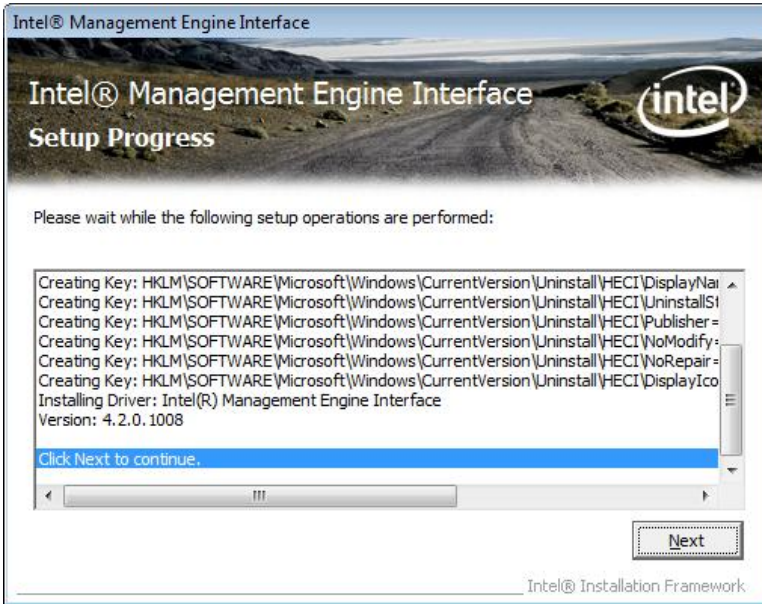 Intel® Management Engine Interface
Intel® Management Engine Interface
Setup Progress
intel
Please wait while the following setup operations are performed:
Creating Key: HKLM\SOFTWARE\Microsoft\Windows\CurrentVersion\Uninstall\HECI\DisplayNa
Creating Key: HKLM\SOFTWARE\Microsoft\Windows\CurrentVersion\Uninstall\HECI\UninstallSt
Creating Key: HKLM\SOFTWARE\Microsoft\Windows\CurrentVersion\Uninstall\HECI\Publisher=
Creating Key: HKLM\SOFTWARE\Microsoft\Windows\CurrentVersion\Uninstall\HECI\NoModify=
Creating Key: HKLM\SOFTWARE\Microsoft\Windows\CurrentVersion\Uninstall\HECI\NoRepair=
Creating Key: HKLM\SOFTWARE\Microsoft\Windows\CurrentVersion\Uninstall\HECI\DisplayIco
Installing Driver: Intel(R) Management Engine Interface
Version: 4.2.0.1008
Click Next to continue.
Next
Intel® Installation Framework